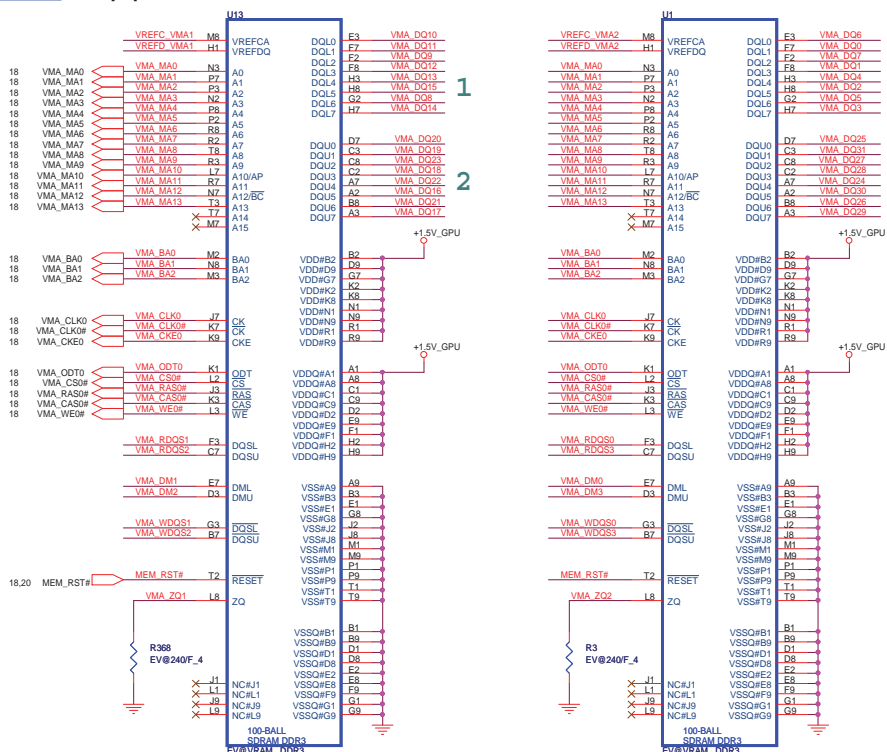 U13
VREFC_VMA1 M8 VREFCA DQL0 E3 VMA_DQ10
VREFD_VMA1 H1 VREFDQ DQL1 F7 VMA_DQ11
DQL2 F2 VMA_DQ9
18 VMA_MA0 VMA_MA0 N3 A0 DQL3 F8 VMA_DQ12
18 VMA_MA1 VMA_MA1 P7 A1 DQL4 H3 VMA_DQ13
18 VMA_MA2 VMA_MA2 P3 A2 DQL5 H8 VMA_DQ15
18 VMA_MA3 VMA_MA3 N2 A3 DQL6 G2 VMA_DQ8
18 VMA_MA4 VMA_MA4 P8 A4 DQL7 H7 VMA_DQ14
1
18 VMA_MA5 VMA_MA5 P2 A5
18 VMA_MA6 VMA_MA6 R8 A6
18 VMA_MA7 VMA_MA7 R2 A7 DQU0 D7 VMA_DQ20
18 VMA_MA8 VMA_MA8 T8 A8 DQU1 C3 VMA_DQ19
18 VMA_MA9 VMA_MA9 R3 A9 DQU2 C8 VMA_DQ23
18 VMA_MA10 VMA_MA10 L7 A10/AP DQU3 C2 VMA_DQ18
18 VMA_MA11 VMA_MA11 R7 A11 DQU4 A7 VMA_DQ22
18 VMA_MA12 VMA_MA12 N7 A12/BC DQU5 A2 VMA_DQ16
18 VMA_MA13 VMA_MA13 T3 A13 DQU6 B8 VMA_DQ21
T7 A14 DQU7 A3 VMA_DQ17
2
M7 A15
+1.5V_GPU
18 VMA_BA0 VMA_BA0 M2 BA0 VDD#B2 B2
18 VMA_BA1 VMA_BA1 N8 BA1 VDD#D9 D9
18 VMA_BA2 VMA_BA2 M3 BA2 VDD#G7 G7
VDD#K2 K2
VDD#K8 K8
VDD#N1 N1
18 VMA_CLK0 VMA_CLK0 J7 CK VDD#N9 N9
18 VMA_CLK0# VMA_CLK0# K7 CK VDD#R1 R1
18 VMA_CKE0 VMA_CKE0 K9 CKE VDD#R9 R9
+1.5V_GPU
18 VMA_ODT0 VMA_ODT0 K1 ODT VDDQ#A1 A1
18 VMA_CS0# VMA_CS0# L2 CS VDDQ#A8 A8
18 VMA_RAS0# VMA_RAS0# J3 RAS VDDQ#C1 C1
18 VMA_CAS0# VMA_CAS0# K3 CAS VDDQ#C9 C9
18 VMA_WE0# VMA_WE0# L3 WE VDDQ#D2 D2
VDDQ#E9 E9
VDDQ#F1 F1
VMA_RDQS1 F3 DQSL VDDQ#H2 H2
VMA_RDQS2 C7 DQSU VDDQ#H9 H9
VMA_DM1 E7 DML VSS#A9 A9
VMA_DM2 D3 DMU VSS#B3 B3
VSS#E1 E1
VSS#G8 G8
VMA_WDQS1 G3 DQSL VSS#J2 J2
VMA_WDQS2 B7 DQSU VSS#J8 J8
VSS#M1 M1
VSS#M9 M9
VSS#P1 P1
18,20 MEM_RST# MEM_RST# T2 RESET VSS#P9 P9
VSS#T1 T1
VMA_ZQ1 L8 ZQ VSS#T9 T9
VSSQ#B1 B1
VSSQ#B9 B9
R368 VSSQ#D1 D1
EV@240/F_4 VSSQ#D8 D8
VSSQ#E2 E2
J1 NC#J1 VSSQ#E8 E8
L1 NC#L1 VSSQ#F9 F9
J9 NC#J9 VSSQ#G1 G1
L9 NC#L9 VSSQ#G9 G9
100-BALL
SDRAM DDR3
EV@VRAM_DDR3
U1
VREFC_VMA2 M8 VREFCA DQL0 E3 VMA_DQ6
VREFD_VMA2 H1 VREFDQ DQL1 F7 VMA_DQ0
DQL2 F2 VMA_DQ7
VMA_MA0 N3 A0 DQL3 F8 VMA_DQ1
VMA_MA1 P7 A1 DQL4 H3 VMA_DQ4
VMA_MA2 P3 A2 DQL5 H8 VMA_DQ2
VMA_MA3 N2 A3 DQL6 G2 VMA_DQ5
VMA_MA4 P8 A4 DQL7 H7 VMA_DQ3
VMA_MA5 P2 A5
VMA_MA6 R8 A6
VMA_MA7 R2 A7 DQU0 D7 VMA_DQ25
VMA_MA8 T8 A8 DQU1 C3 VMA_DQ31
VMA_MA9 R3 A9 DQU2 C8 VMA_DQ27
VMA_MA10 L7 A10/AP DQU3 C2 VMA_DQ28
VMA_MA11 R7 A11 DQU4 A7 VMA_DQ24
VMA_MA12 N7 A12/BC DQU5 A2 VMA_DQ30
VMA_MA13 T3 A13 DQU6 B8 VMA_DQ26
T7 A14 DQU7 A3 VMA_DQ29
M7 A15
+1.5V_GPU
VMA_BA0 M2 BA0 VDD#B2 B2
VMA_BA1 N8 BA1 VDD#D9 D9
VMA_BA2 M3 BA2 VDD#G7 G7
VDD#K2 K2
VDD#K8 K8
VDD#N1 N1
VMA_CLK0 J7 CK VDD#N9 N9
VMA_CLK0# K7 CK VDD#R1 R1
VMA_CKE0 K9 CKE VDD#R9 R9
+1.5V_GPU
VMA_ODT0 K1 ODT VDDQ#A1 A1
VMA_CS0# L2 CS VDDQ#A8 A8
VMA_RAS0# J3 RAS VDDQ#C1 C1
VMA_CAS0# K3 CAS VDDQ#C9 C9
VMA_WE0# L3 WE VDDQ#D2 D2
VDDQ#E9 E9
VDDQ#F1 F1
VMA_RDQS0 F3 DQSL VDDQ#H2 H2
VMA_RDQS3 C7 DQSU VDDQ#H9 H9
VMA_DM0 E7 DML VSS#A9 A9
VMA_DM3 D3 DMU VSS#B3 B3
VSS#E1 E1
VSS#G8 G8
VMA_WDQS0 G3 DQSL VSS#J2 J2
VMA_WDQS3 B7 DQSU VSS#J8 J8
VSS#M1 M1
VSS#M9 M9
VSS#P1 P1
MEM_RST# T2 RESET VSS#P9 P9
VSS#T1 T1
VMA_ZQ2 L8 ZQ VSS#T9 T9
VSSQ#B1 B1
VSSQ#B9 B9
R3 VSSQ#D1 D1
EV@240/F_4 VSSQ#D8 D8
VSSQ#E2 E2
J1 NC#J1 VSSQ#E8 E8
L1 NC#L1 VSSQ#F9 F9
J9 NC#J9 VSSQ#G1 G1
L9 NC#L9 VSSQ#G9 G9
100-BALL
SDRAM DDR3
EV@VRAM_DDR3